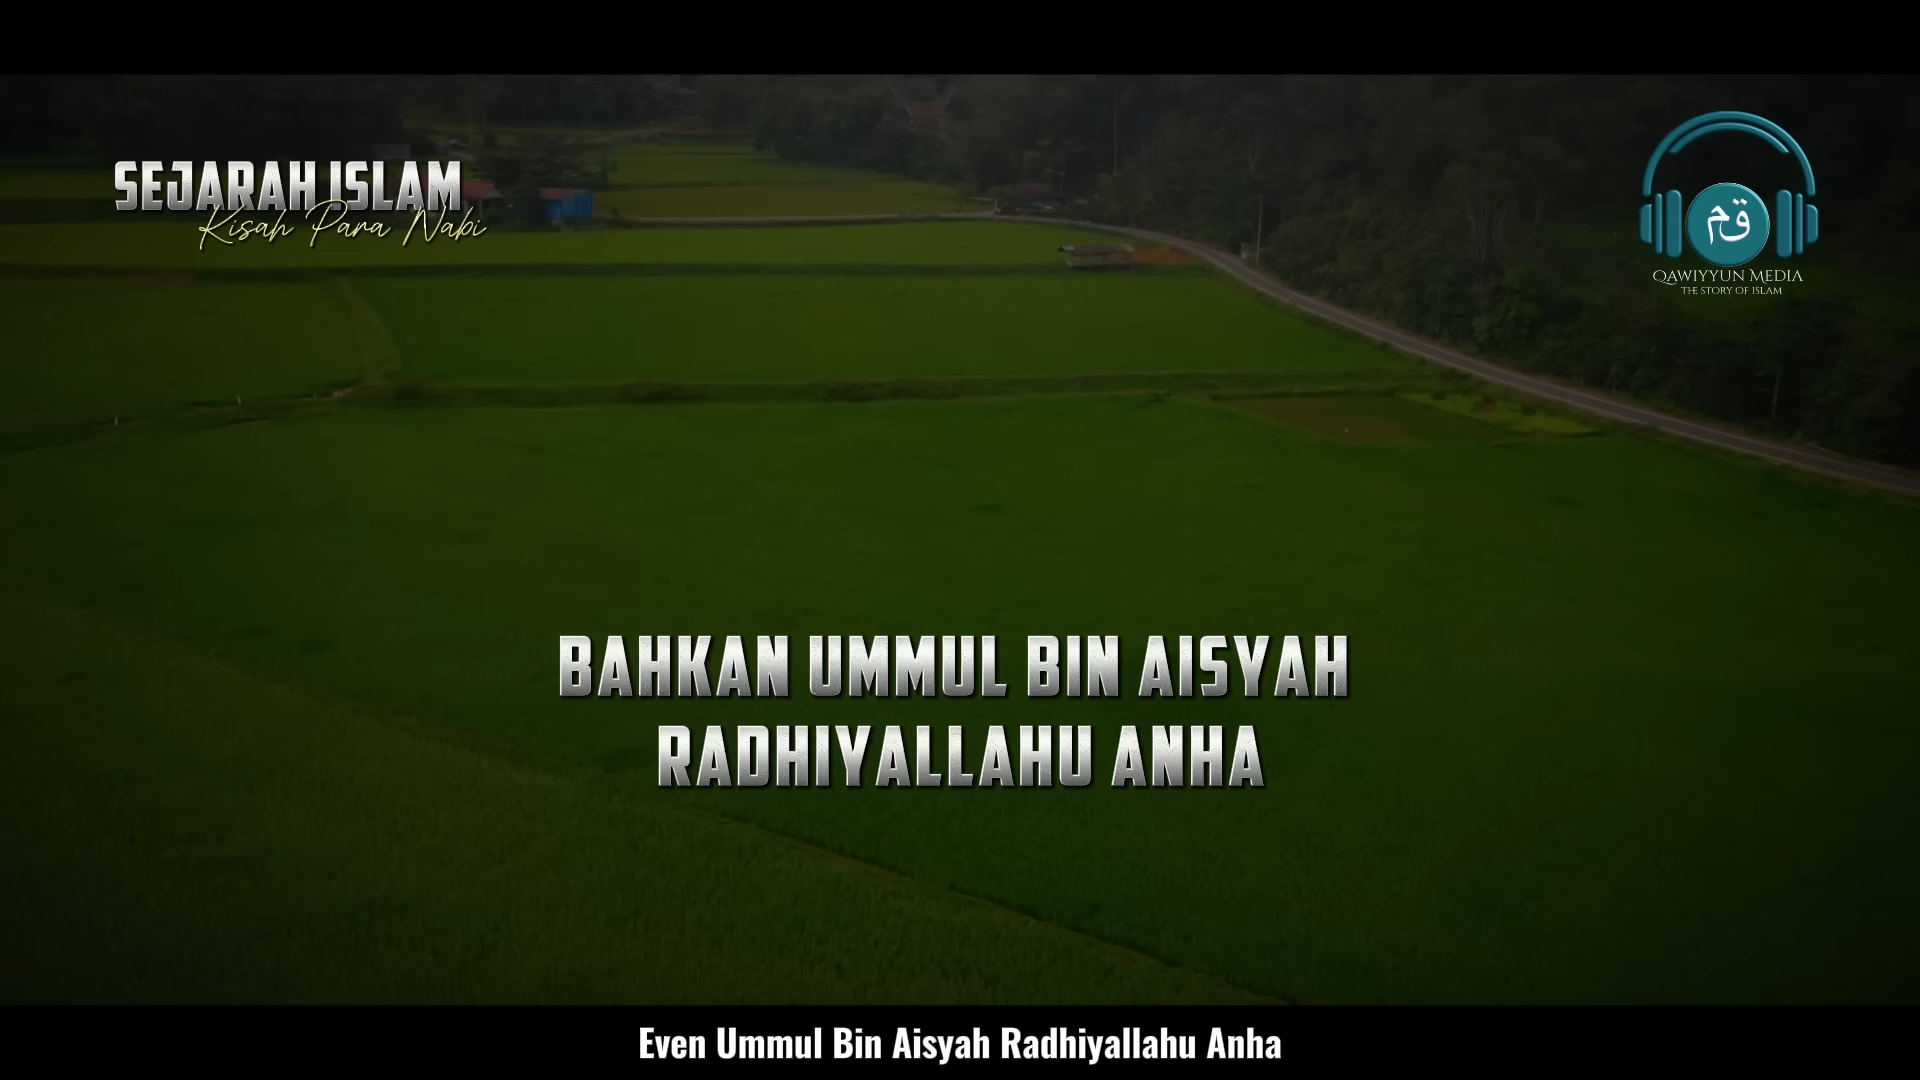 SEJARAH ISLAM
Kisah Para Nabi
قم
QAWIYYUN MEDIA
THE STORY OF ISLAM
BAHKAN UMMUL BIN AISYAH
RADHIYALLAHU ANHA
Even Ummul Bin Aisyah Radhiyallahu Anha